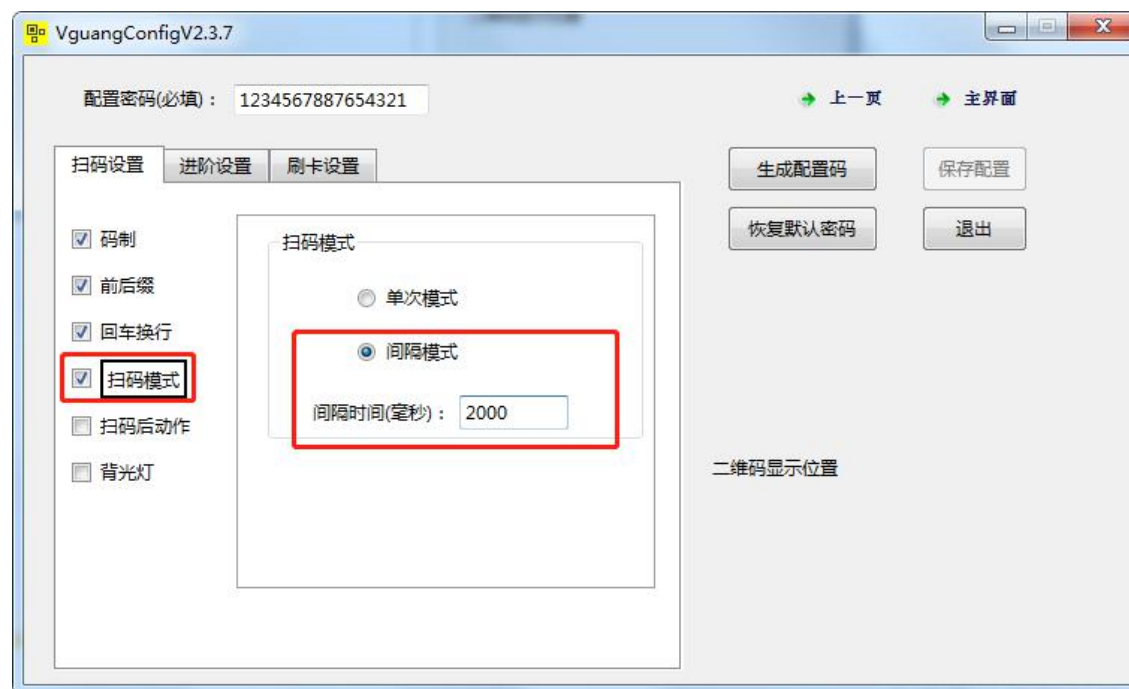 VguangConfigV2.3.7
配置密码(必填)： 1234567887654321
上一页 主界面
扫码设置 进阶设置 刷卡设置
生成配置码 保存配置
恢复默认密码 退出
码制
前后缀
回车换行
扫码模式
扫码后动作
背光灯
扫码模式
单次模式
间隔模式
间隔时间(毫秒)： 2000
二维码显示位置